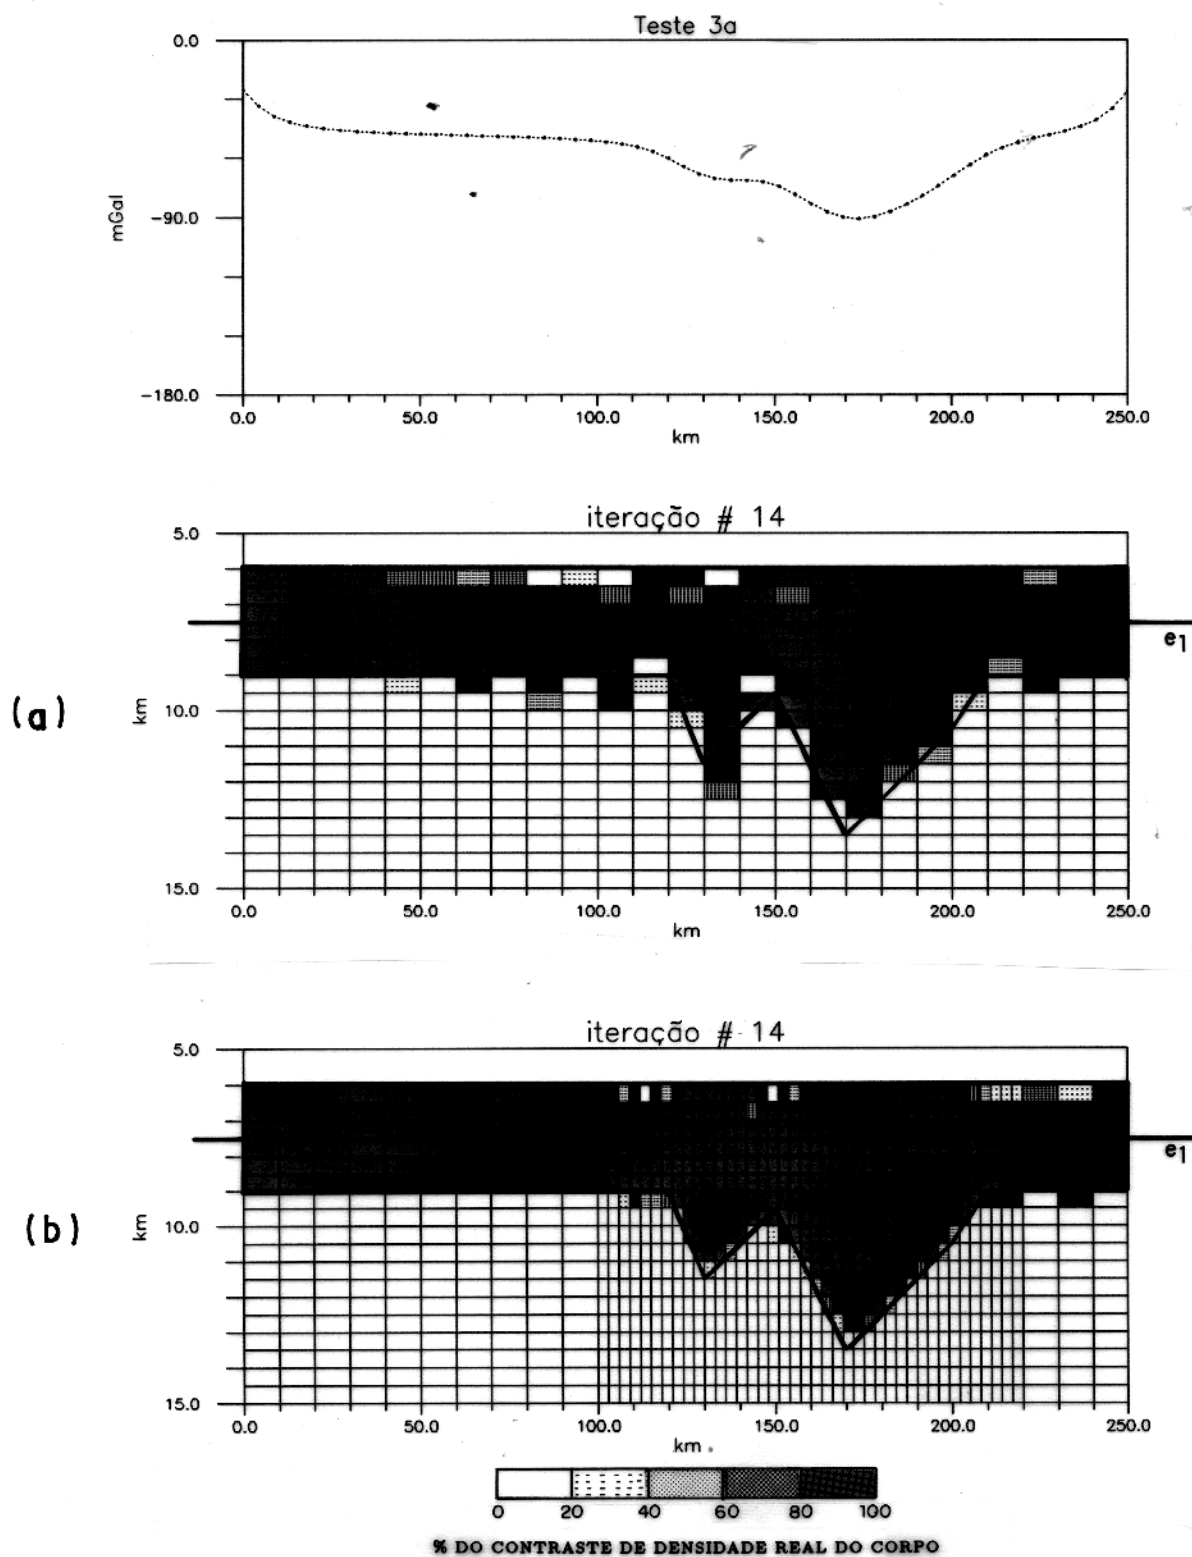 Teste 3a
0.0
-90.0
-180.0
mGal
0.0 50.0 100.0 150.0 200.0 250.0
km
iteração # 14
5.0
10.0
15.0
km
e1
(a)
0.0 50.0 100.0 150.0 200.0 250.0
km
iteração # 14
5.0
10.0
15.0
km
e1
(b)
0.0 50.0 100.0 150.0 200.0 250.0
km
0 20 40 60 80 100
% DO CONTRASTE DE DENSIDADE REAL DO CORPO